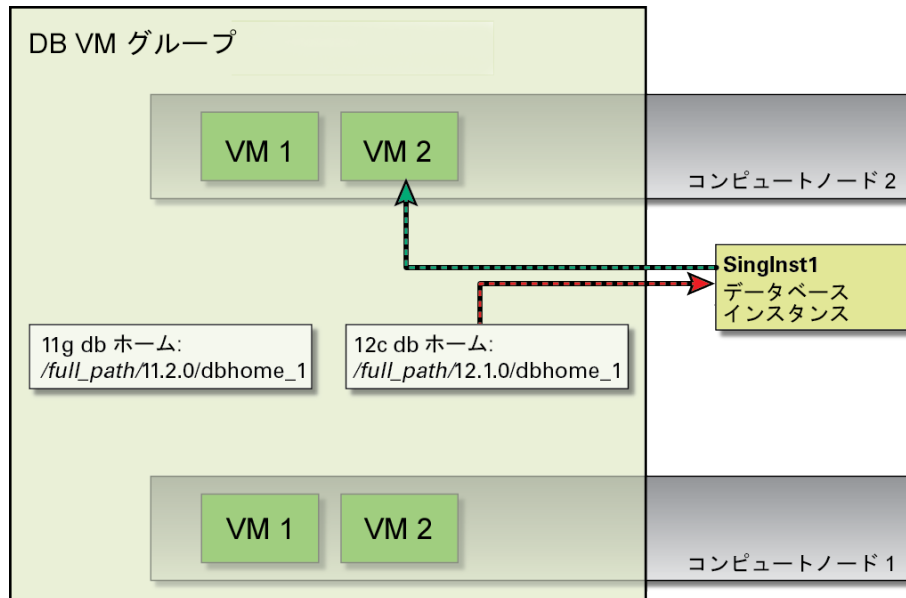 DB VM グループ
VM 1
VM 2
コンピュートノード 2
SingInst1
データベース
インスタンス
11g db ホーム:
/full_path/11.2.0/dbhome_1
12c db ホーム:
/full_path/12.1.0/dbhome_1
VM 1
VM 2
コンピュートノード 1